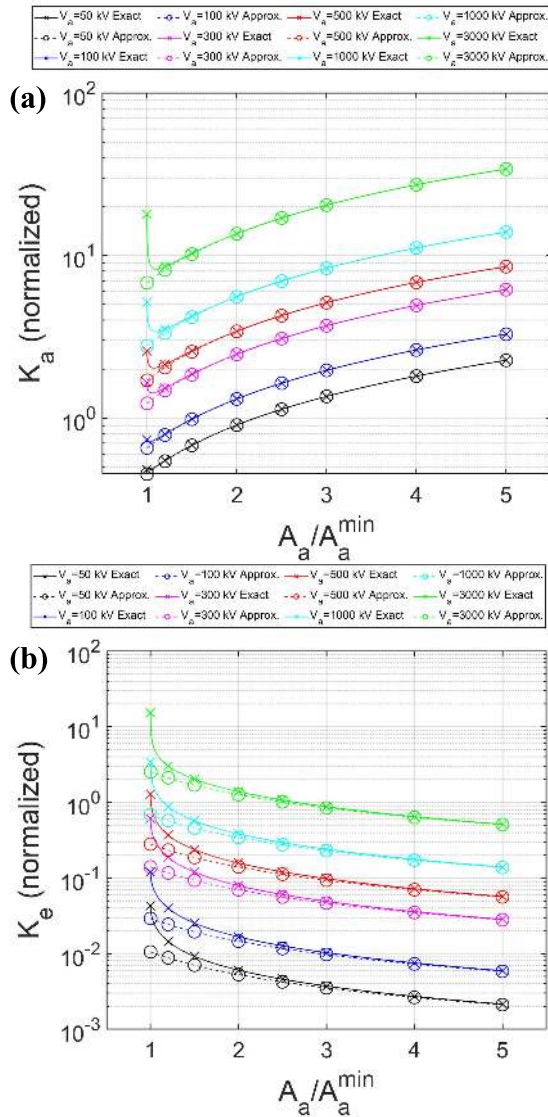 V_a=50 kV Exact V_a=100 kV Approx. V_a=500 kV Exact V_a=1000 kV Approx.
V_a=50 kV Approx. V_a=300 kV Exact V_a=500 kV Approx. V_a=3000 kV Exact
V_a=100 kV Exact V_a=300 kV Approx. V_a=1000 kV Exact V_a=3000 kV Approx.
(a)
10^2
10^1
10^0
K_a (normalized)
1 2 3 4 5
A_a/A_a^min
V_a=50 kV Exact V_a=100 kV Approx. V_a=500 kV Exact V_a=1000 kV Approx.
V_a=50 kV Approx. V_a=300 kV Exact V_a=500 kV Approx. V_a=3000 kV Exact
V_a=100 kV Exact V_a=300 kV Approx. V_a=1000 kV Exact V_a=3000 kV Approx.
(b)
10^2
10^1
10^0
10^-1
10^-2
10^-3
K_e (normalized)
1 2 3 4 5
A_a/A_a^min